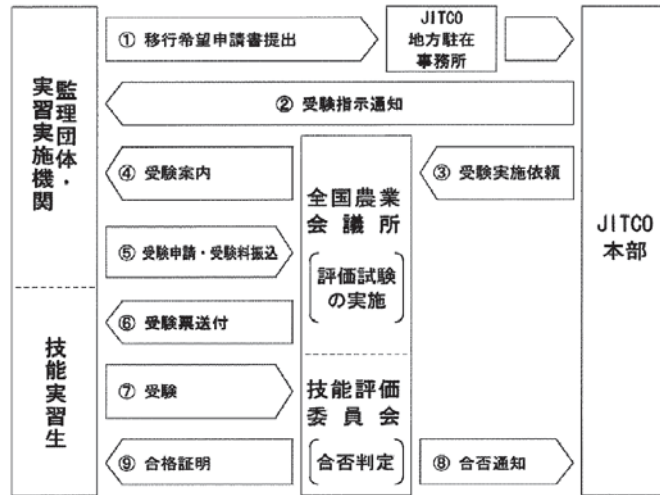 監理団体・
実習実施機関
技能実習生
① 移行希望申請書提出
JITCO
地方駐在
事務所
② 受験指示通知
③ 受験実施依頼
④ 受験案内
全国農業
会議所
評価試験
の実施
⑤ 受験申請・受験料振込
⑥ 受験票送付
⑦ 受験
技能評価
委員会
合否判定
⑧ 合否通知
⑨ 合格証明
JITCO
本部